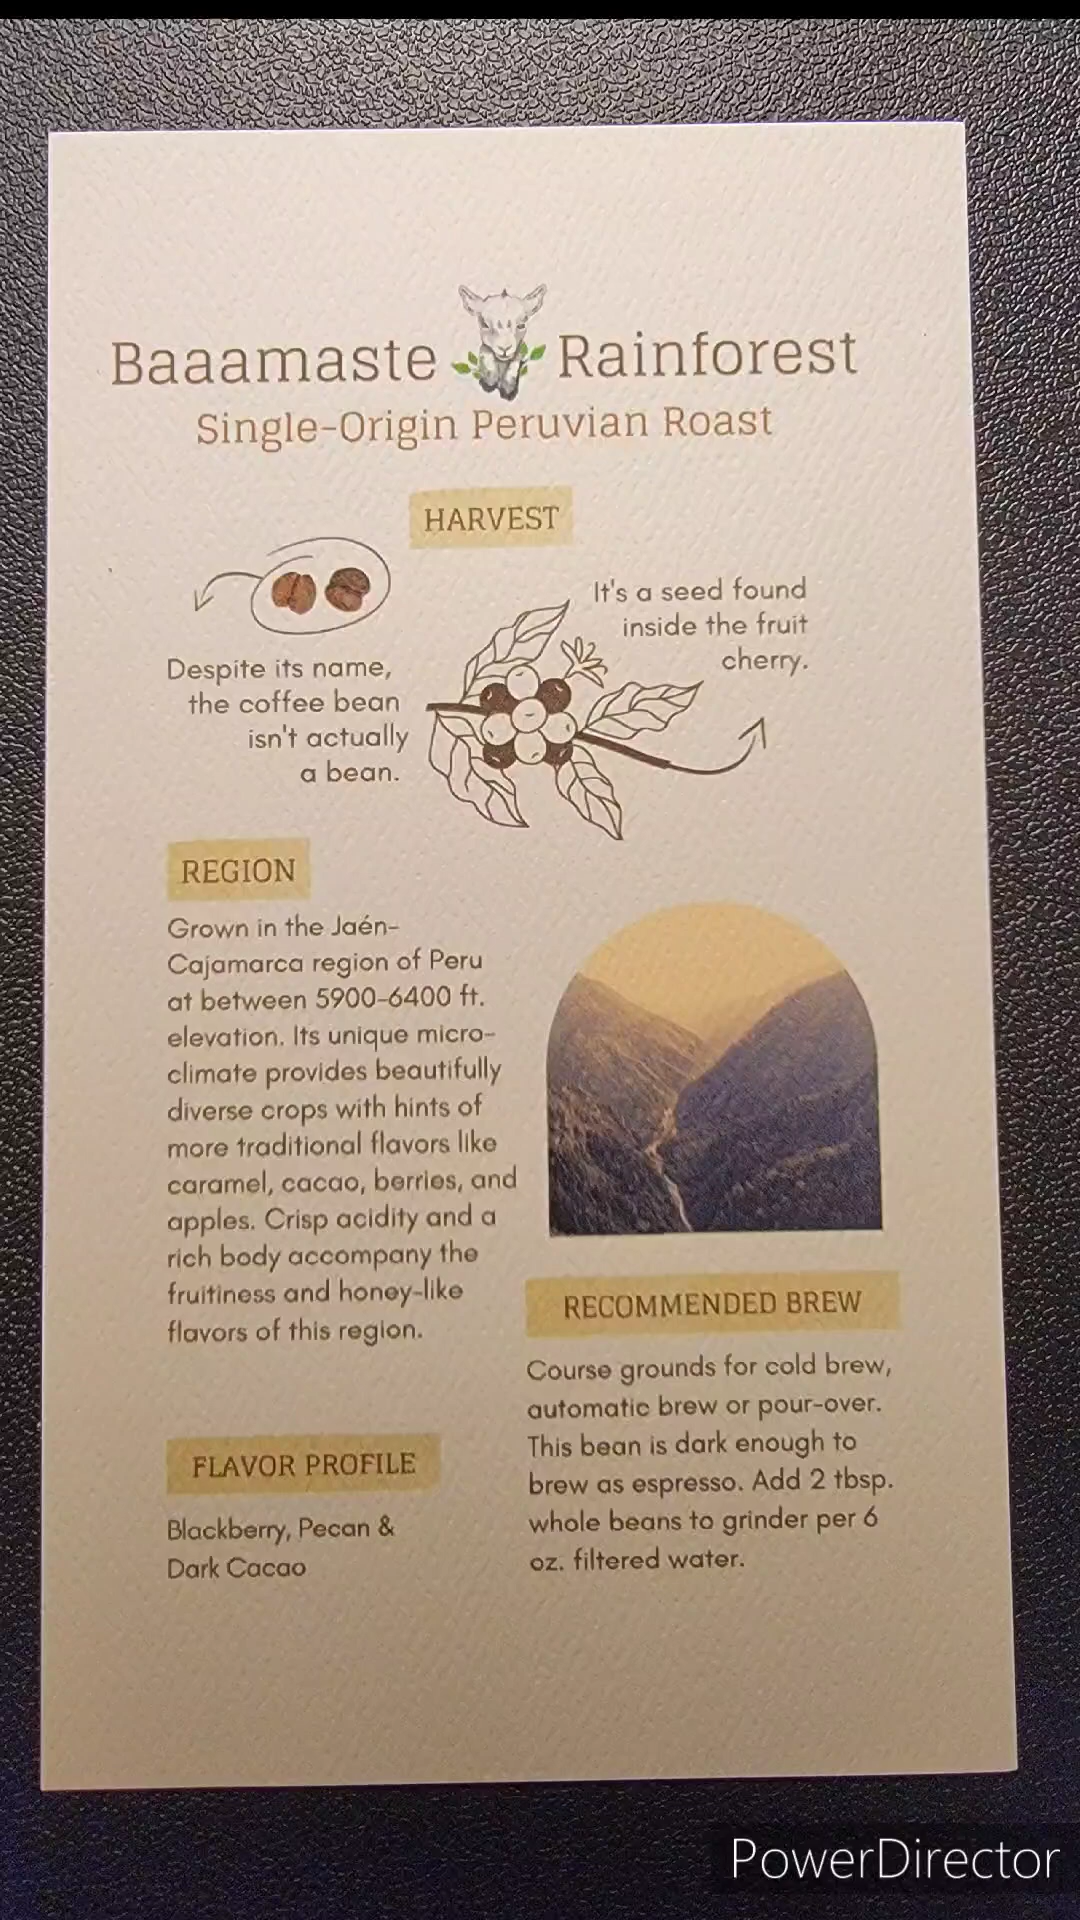 Baaamaste Rainforest
Single-Origin Peruvian Roast
HARVEST
Despite its name,
the coffee bean
isn't actually
a bean.
It's a seed found
inside the fruit
cherry.
REGION
Grown in the Jaén-
Cajamarca region of Peru
at between 5900-6400 ft.
elevation. Its unique micro-
climate provides beautifully
diverse crops with hints of
more traditional flavors like
caramel, cacao, berries, and
apples. Crisp acidity and a
rich body accompany the
fruitiness and honey-like
flavors of this region.
FLAVOR PROFILE
Blackberry, Pecan &
Dark Cacao
RECOMMENDED BREW
Course grounds for cold brew,
automatic brew or pour-over.
This bean is dark enough to
brew as espresso. Add 2 tbsp.
whole beans to grinder per 6
oz. filtered water.
PowerDirector